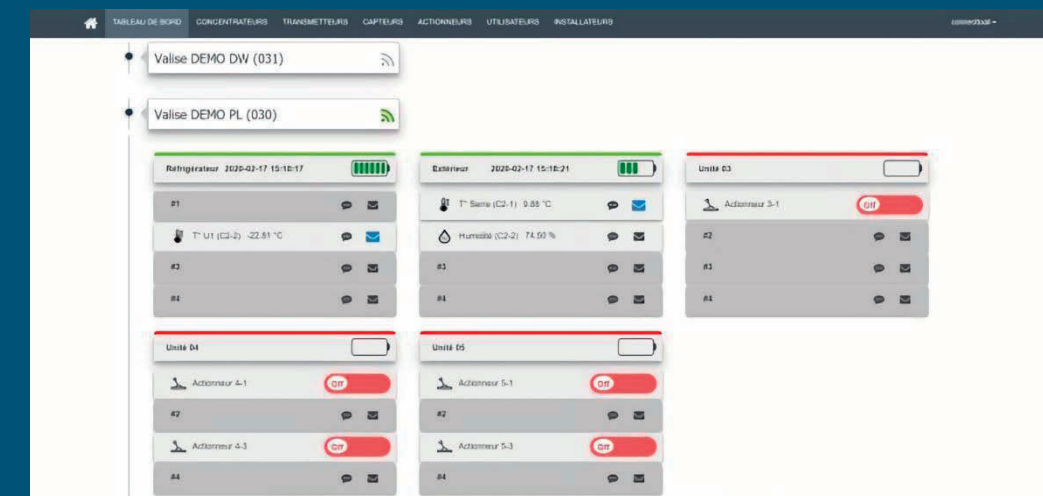 TABLEAU DE BORD CONCENTRATEURS TRANSMETTEURS CAPTEURS ACTIONNEURS UTILISATEURS INSTALLATEURS
Valise DEMO DW (031)
Valise DEMO PL (030)
Réfrigérateur 2020-02-17 15:18:17
Extérieur 2020-02-17 15:18:21
Unité 03
#1
T° Serre (C2-1) 9.88 °C
Actionneur 3-1 Off
T° U1 (C2-2) -22.81 °C
Humidité (C2-2) 74.50 %
#2
#3
#3
#3
#4
#4
#4
Unité 04
Unité 05
Actionneur 4-1 Off
Actionneur 5-1 Off
#2
#2
Actionneur 4-3 Off
Actionneur 5-3 Off
#4
#4